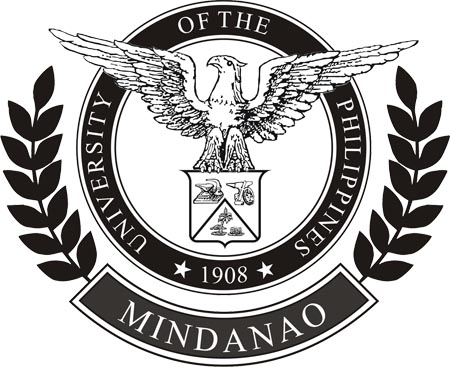 UNIVERSITY OF THE PHILIPPINES
1908
MINDANAO